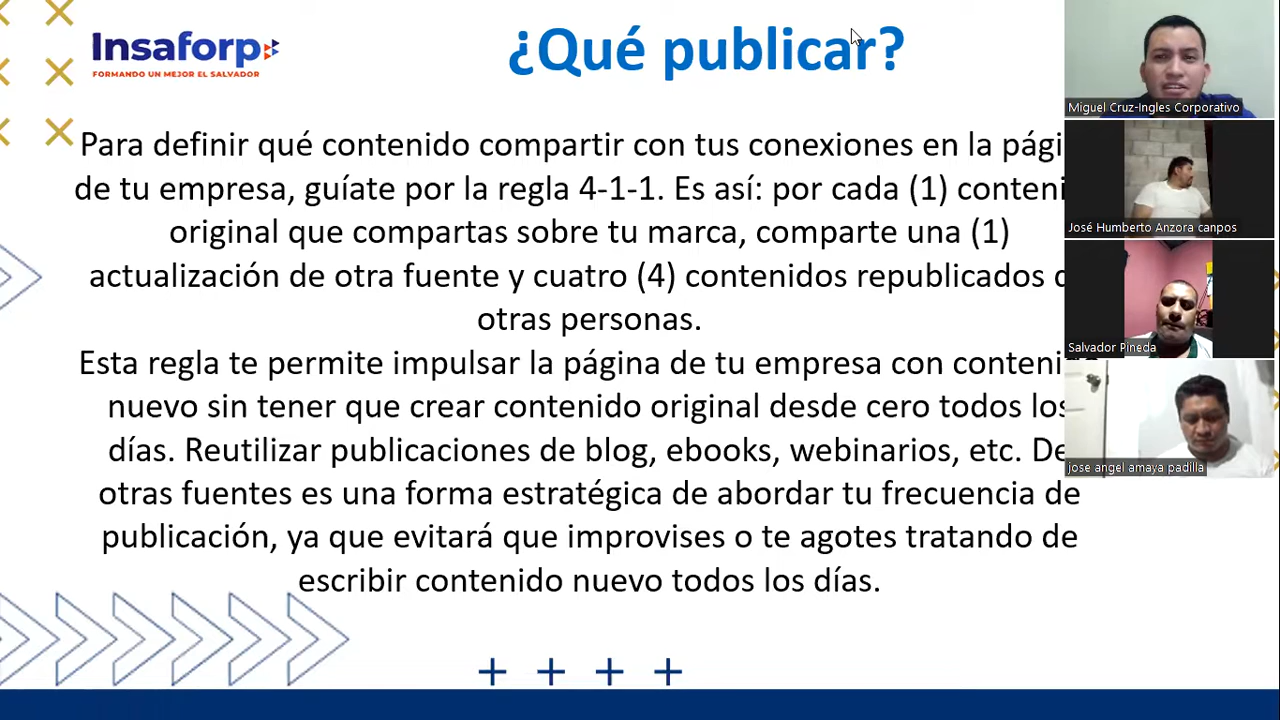 Insaforp
FORMANDO UN MEJOR EL SALVADOR
¿Qué publicar?
Para definir qué contenido compartir con tus conexiones en la pági
de tu empresa, guíate por la regla 4-1-1. Es así: por cada (1) conteni
original que compartas sobre tu marca, comparte una (1)
actualización de otra fuente y cuatro (4) contenidos republicados
otras personas.
Esta regla te permite impulsar la página de tu empresa con conteni
nuevo sin tener que crear contenido original desde cero todos los
días. Reutilizar publicaciones de blog, ebooks, webinarios, etc. De
otras fuentes es una forma estratégica de abordar tu frecuencia de
publicación, ya que evitará que improvises o te agotes tratando de
escribir contenido nuevo todos los días.
Miguel Cruz-Ingles Corporativo
José Humberto Anzora canpos
Salvador Pineda
jose angel amaya padilla